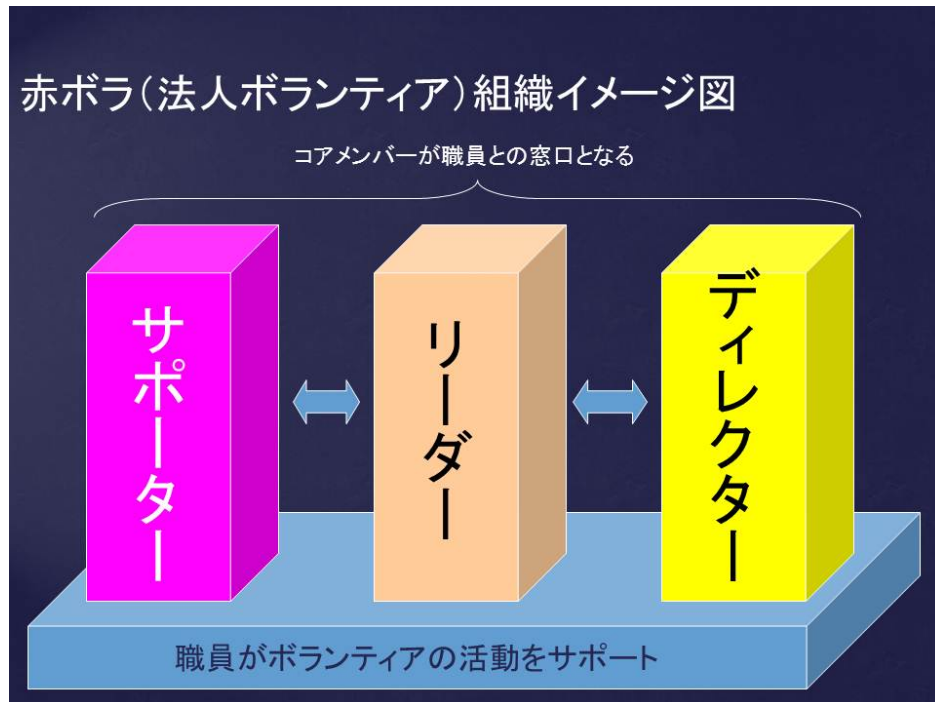 赤ボラ（法人ボランティア）組織イメージ図
コアメンバーが職員との窓口となる
サポーター
リーダー
ディレクター
職員がボランティアの活動をサポート